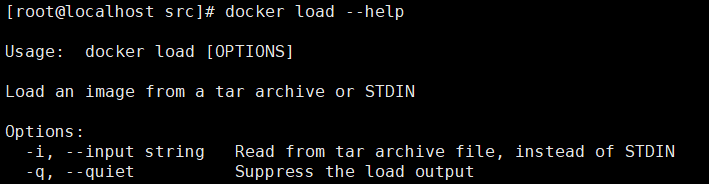 [root@localhost src]# docker load --help
Usage:  docker load [OPTIONS]
Load an image from a tar archive or STDIN
Options:
  -i, --input string   Read from tar archive file, instead of STDIN
  -q, --quiet          Suppress the load output